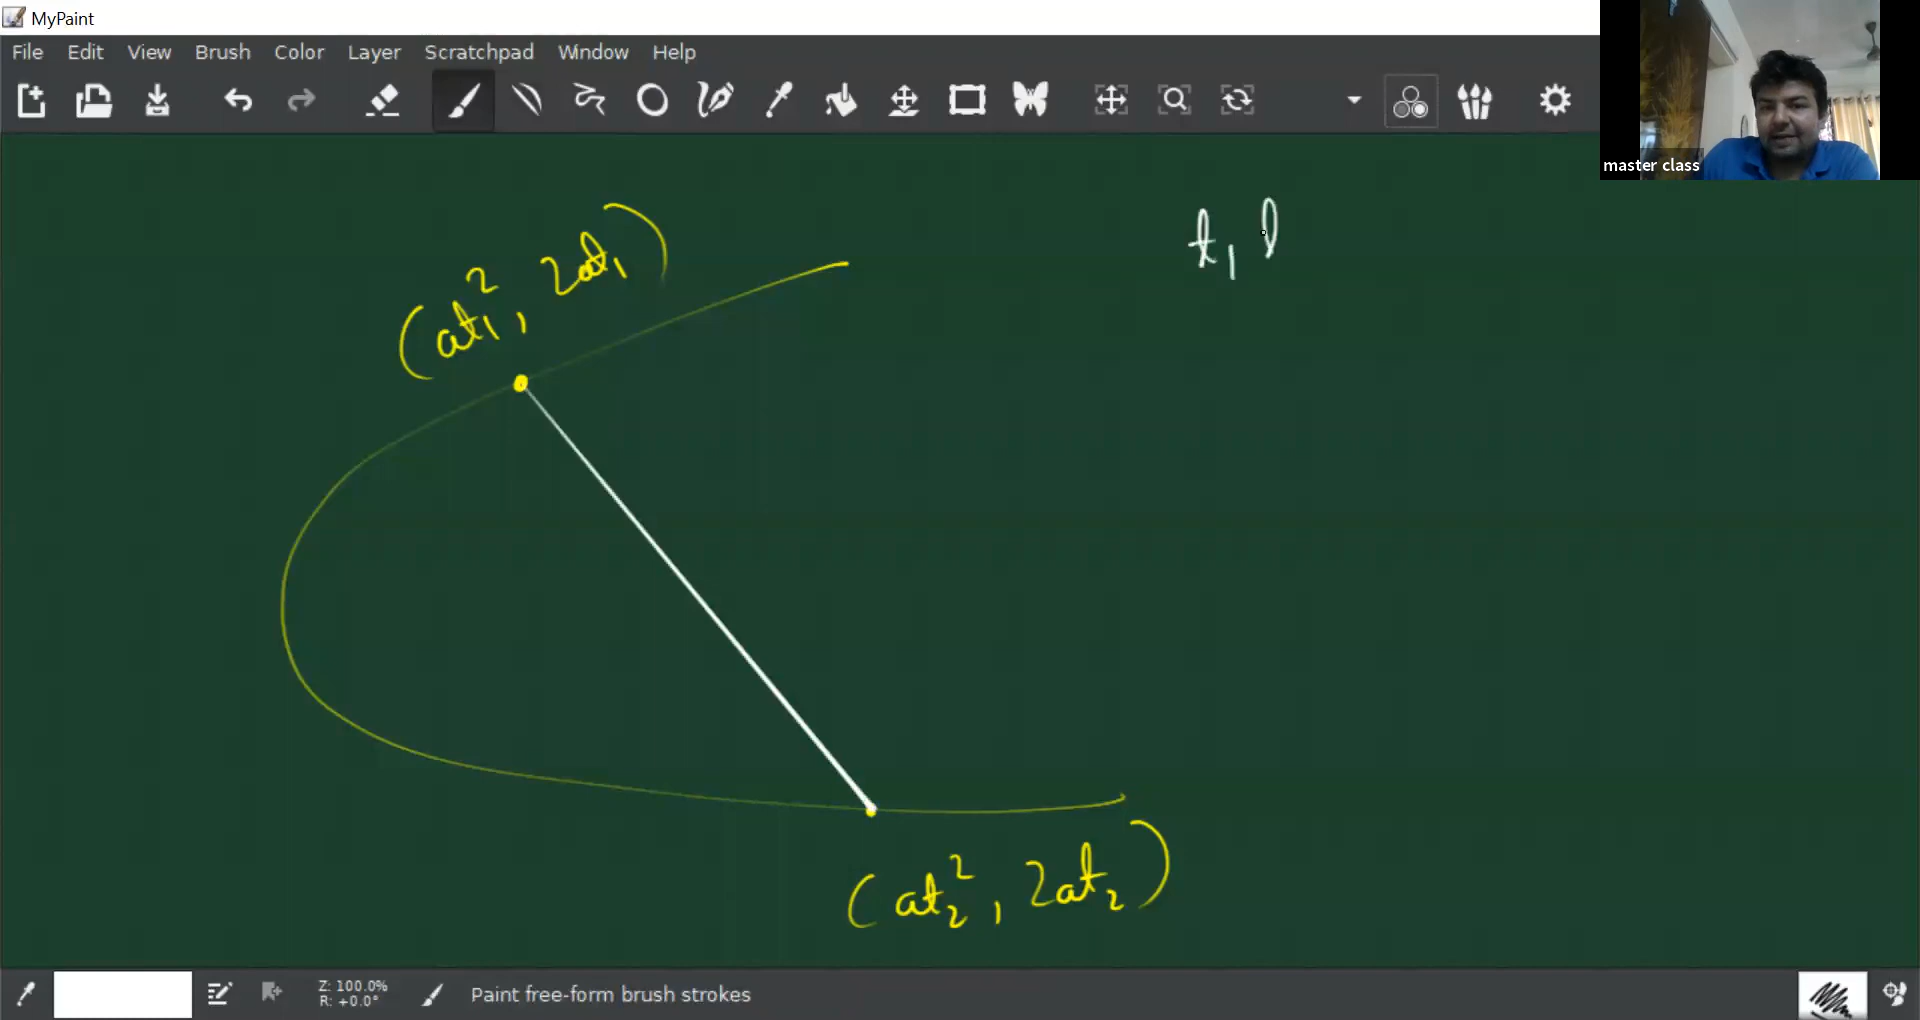 MyPaint
File Edit View Brush Color Layer Scratchpad Window Help
master class
(at₁², 2at₁)
t₁
(at₂², 2at₂)
Z: 100.0%
R: +0.0°
Paint free-form brush strokes